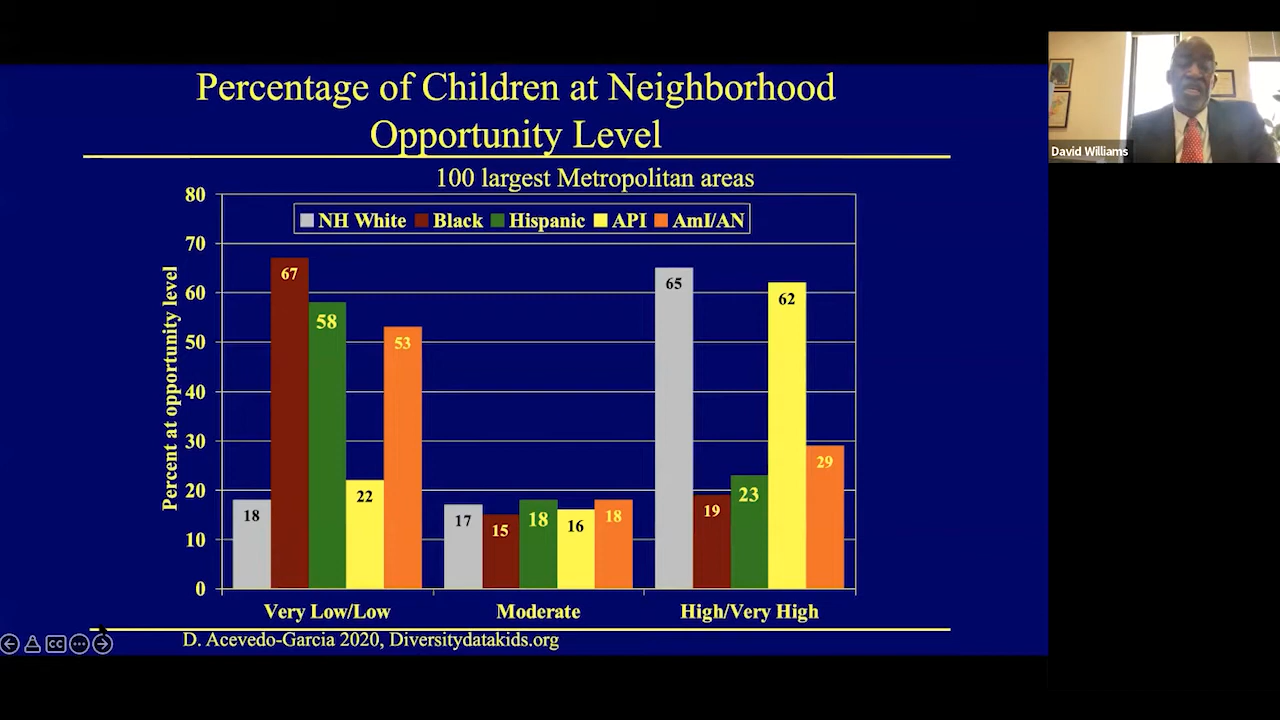 Percentage of Children at Neighborhood
Opportunity Level
100 largest Metropolitan areas
NH White Black Hispanic API AmI/AN
Percent at opportunity level
80
70
60
50
40
30
20
10
0
18 67 58 22 53
17 15 18 16 18
65 19 23 62 29
Very Low/Low Moderate High/Very High
D. Acevedo-Garcia 2020, Diversitydatakids.org
CC
David Williams